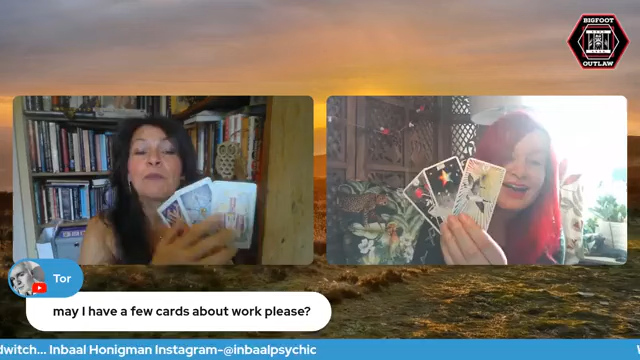 BIGFOOT
OUTLAW
Tor
may I have a few cards about work please?
dwitch... Inbaal Honigman Instagram-@inbaalpsychic